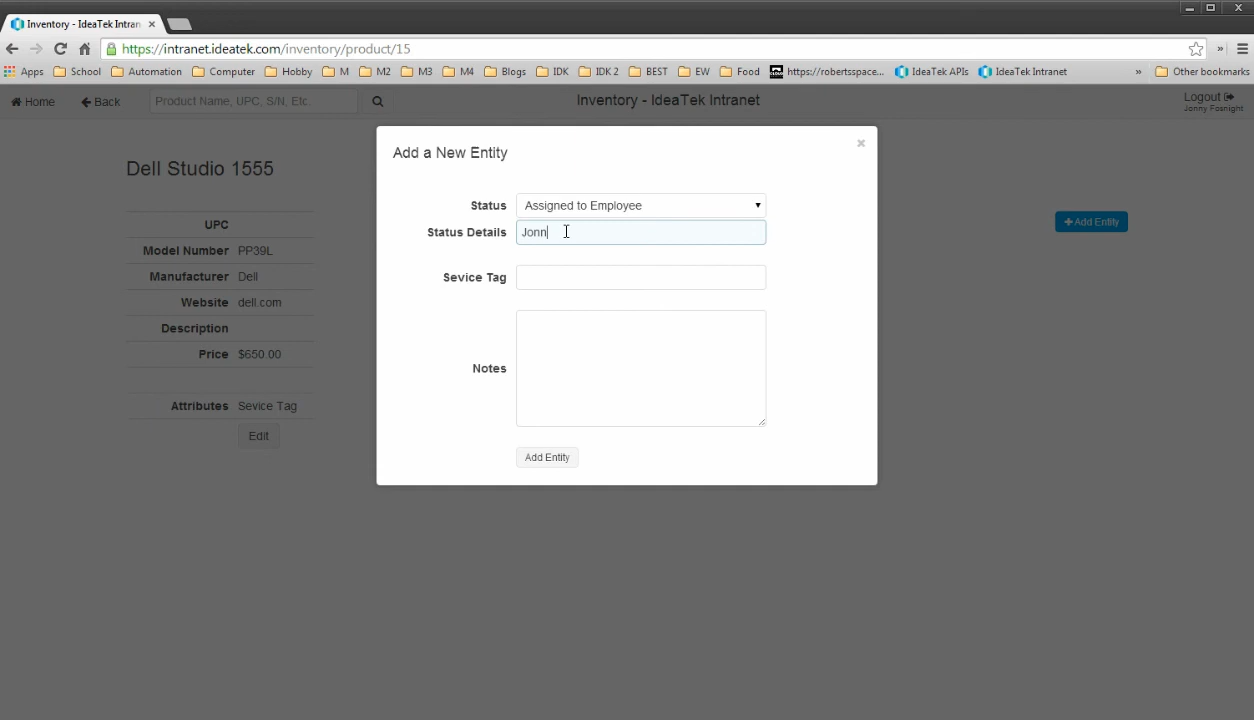 Inventory - IdeaTek Intran
https://intranet.ideatek.com/inventory/product/15
Apps School Automation Computer Hobby M M2 M3 M4 Blogs IDK IDK 2 BEST EW Food https://robertsspace... IdeaTek APIs IdeaTek Intranet » Other bookmarks
Home Back Product Name, UPC, S/N, Etc. Inventory - IdeaTek Intranet Logout
Jonny Fosnight
Add a New Entity ×
Dell Studio 1555
Status Assigned to Employee
UPC
+ Add Entity
Status Details Jonn
Model Number PP39L
Manufacturer Dell
Sevice Tag
Website dell.com
Description
Price $650.00
Notes
Attributes Sevice Tag
Edit
Add Entity